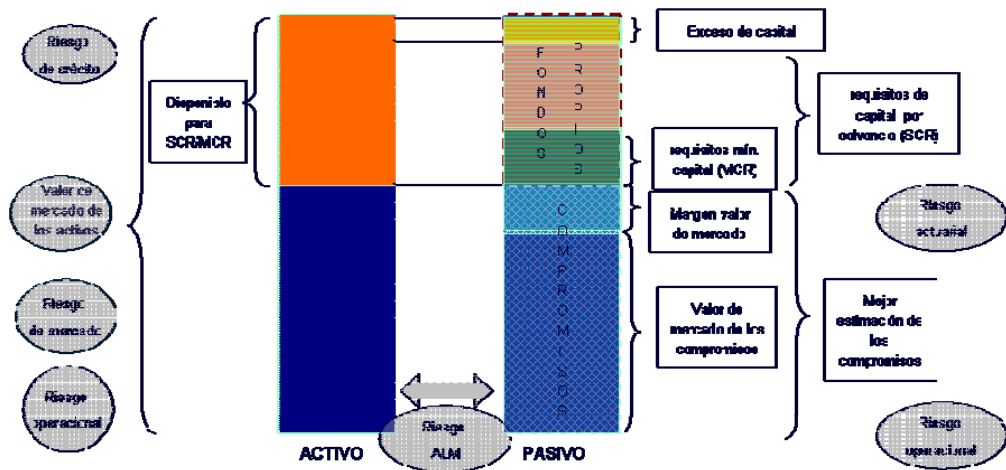 Riesgo
de crédito
Disponible
para
SCR/MCR
Valor de
mercado de
los activos
Riesgo
de mercado
Riesgo
operacional
ACTIVO
Riesgo
ALM
PASIVO
FONDOS
PROPIOS
COMPROMISOS
Exceso de capital
requisitos de
capital por
solvencia (SCR)
requisitos mín.
capital (MCR)
Margen valor
de mercado
Riesgo
actuarial
Valor de
mercado de los
compromisos
Mejor
estimación de
los
compromisos
Riesgo
operacional